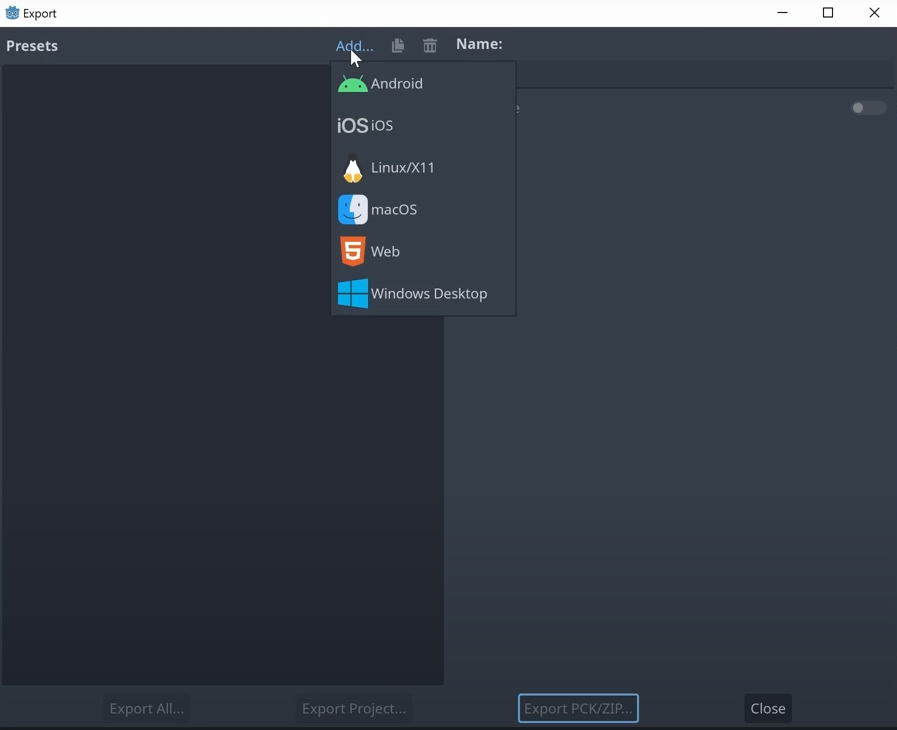 Export
Presets
Add...
Name:
Android
iOS iOS
Linux/X11
macOS
Web
Windows Desktop
e
Export All...
Export Project...
Export PCK/ZIP...
Close